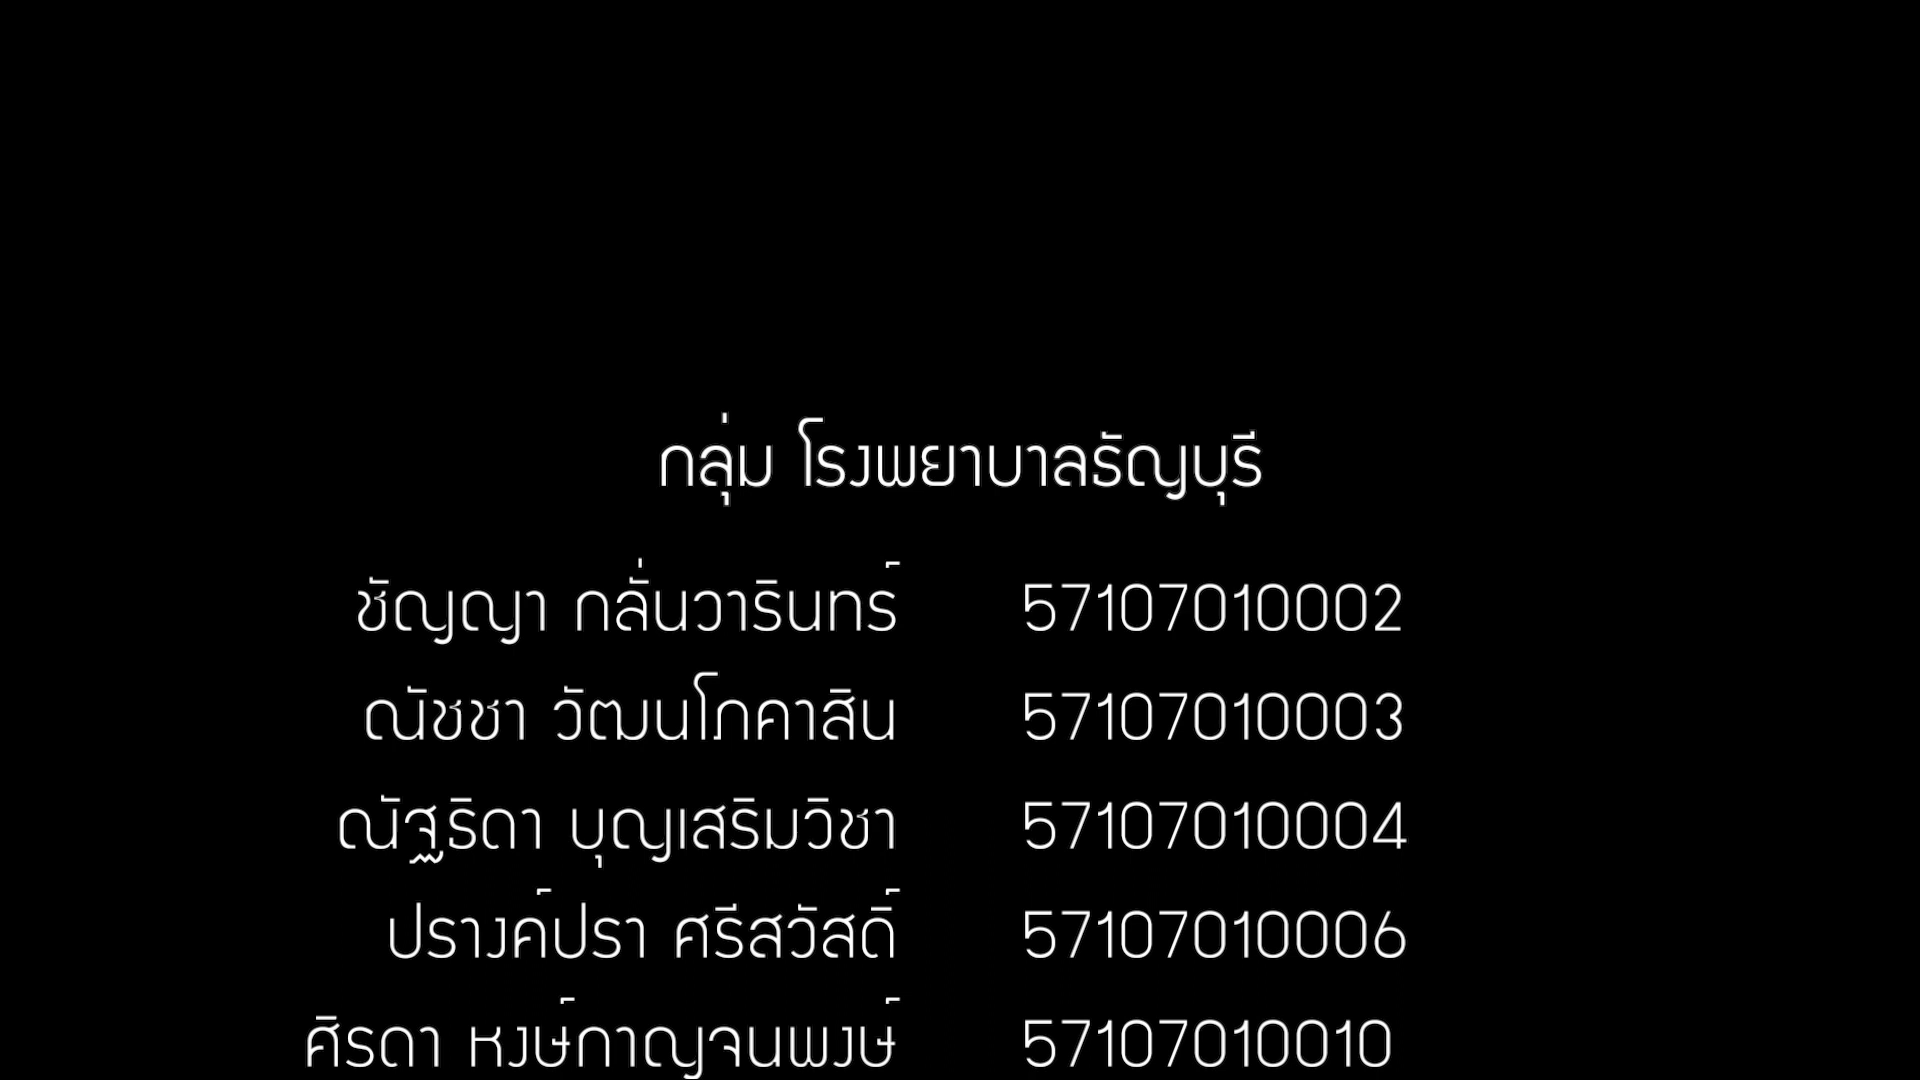 กลุ่ม โรงพยาบาลธัญบุรี
ชัญญา กลั่นวารินทร์ 57107010002
ณัชชา วัฒนโภคาสิน 57107010003
ณัฐธิดา บุญเสริมวิชา 57107010004
ปรางค์ปรา ศรีสวัสดิ์ 57107010006
ศิรดา หงษ์กาญจนพงษ์ 57107010010